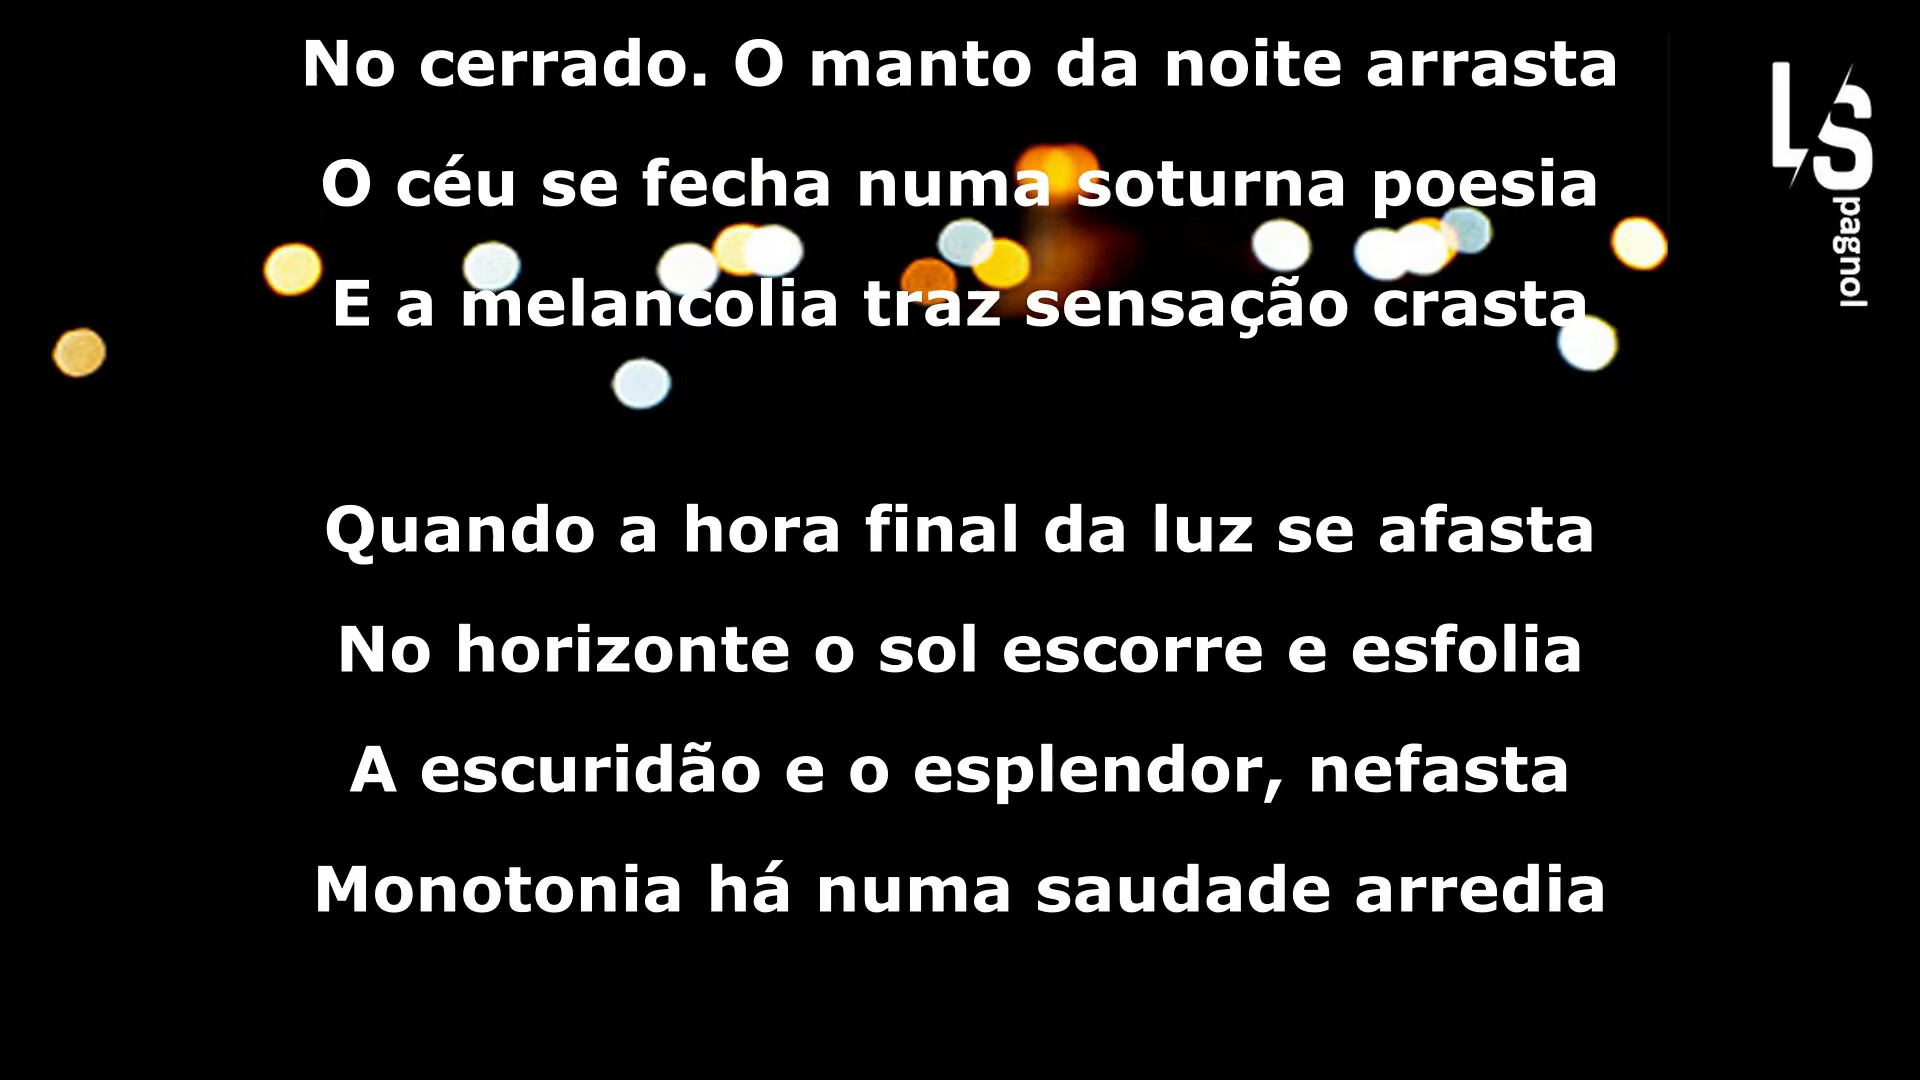 No cerrado. O manto da noite arrasta
O céu se fecha numa soturna poesia
E a melancolia traz sensação crasta
Quando a hora final da luz se afasta
No horizonte o sol escorre e esfolia
A escuridão e o esplendor, nefasta
Monotonia há numa saudade arredia
LS
pagnol